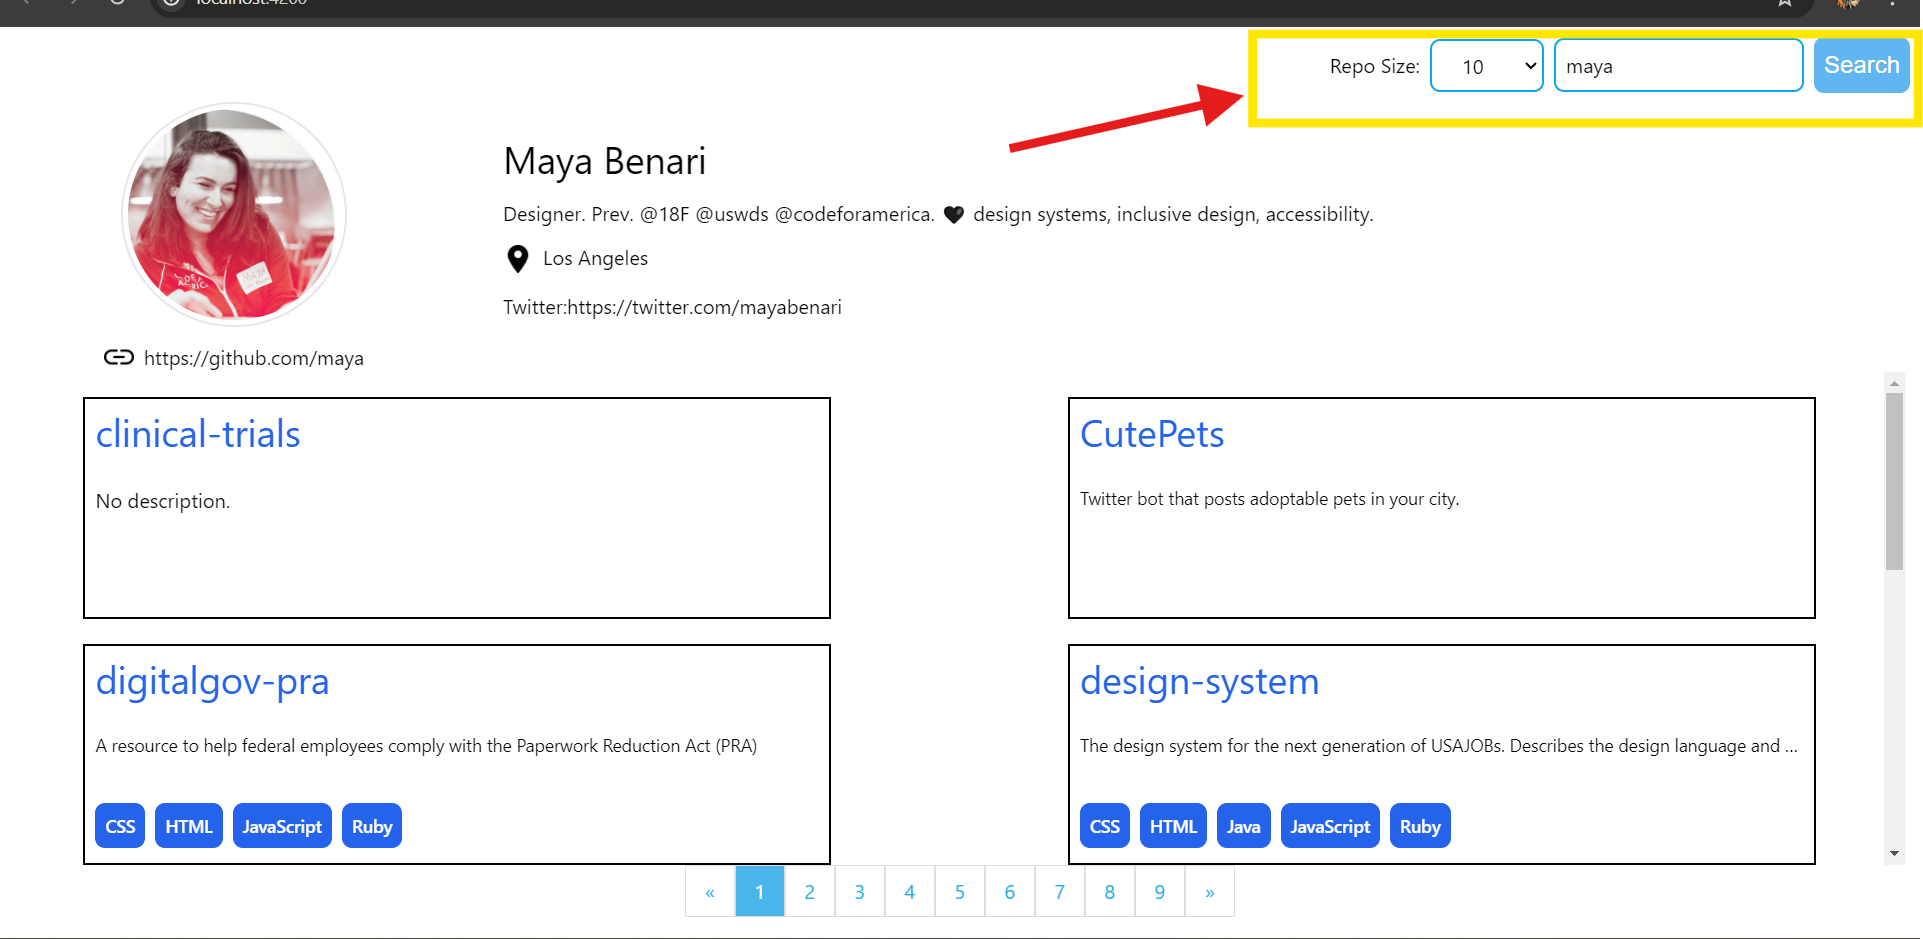 localhost:4200
Repo Size: 10 maya Search
Maya Benari
Designer. Prev. @18F @uswds @codeforamerica. 🖤 design systems, inclusive design, accessibility.
Los Angeles
Twitter:https://twitter.com/mayabenari
https://github.com/maya
clinical-trials
No description.
CutePets
Twitter bot that posts adoptable pets in your city.
digitalgov-pra
A resource to help federal employees comply with the Paperwork Reduction Act (PRA)
CSS HTML JavaScript Ruby
design-system
The design system for the next generation of USAJOBs. Describes the design language and ...
CSS HTML Java JavaScript Ruby
« 1 2 3 4 5 6 7 8 9 »